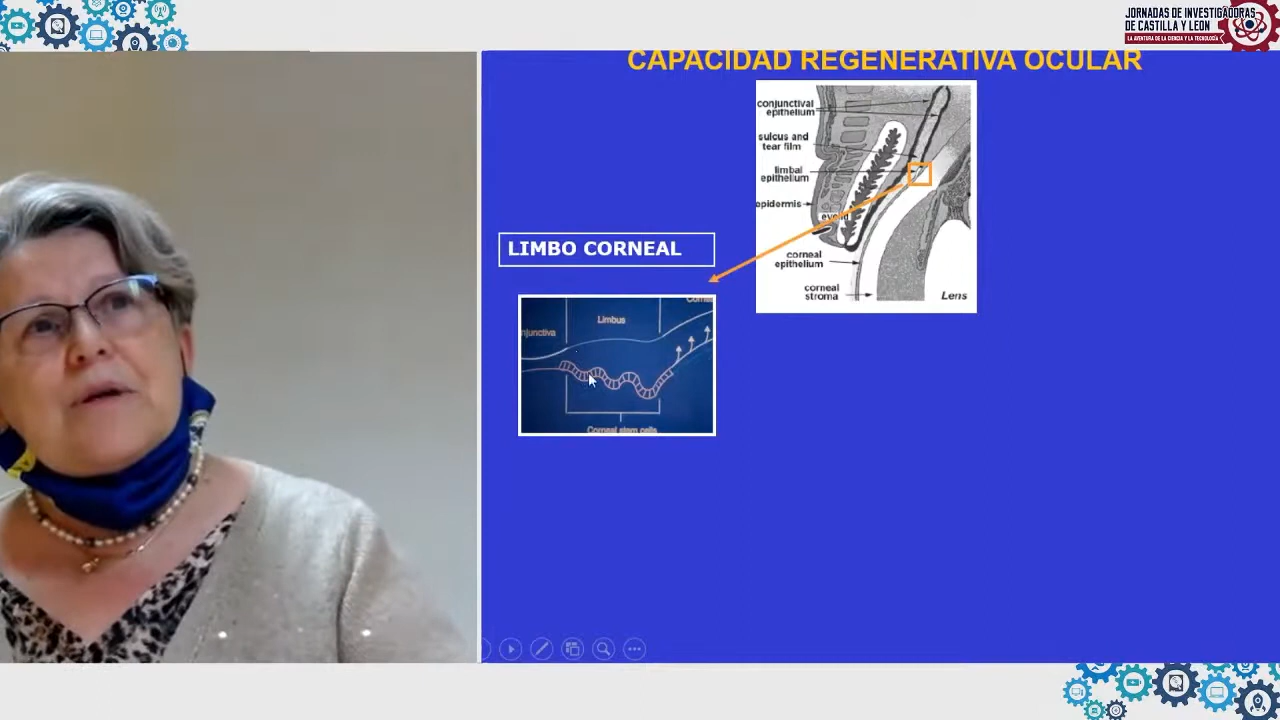 JORNADAS DE INVESTIGADORAS
DE CASTILLA Y LEON
LA AVENTURA DE LA CIENCIA Y LA TECNOLOGÍA
CAPACIDAD REGENERATIVA OCULAR
conjunctival
epithelium
sulcus and
tear film
limbal
epithelium
epidermis
eyelid
corneal
epithelium
corneal
stroma
Lens
LIMBO CORNEAL
Cornea
Limbus
njunctiva
Corneal stem cells